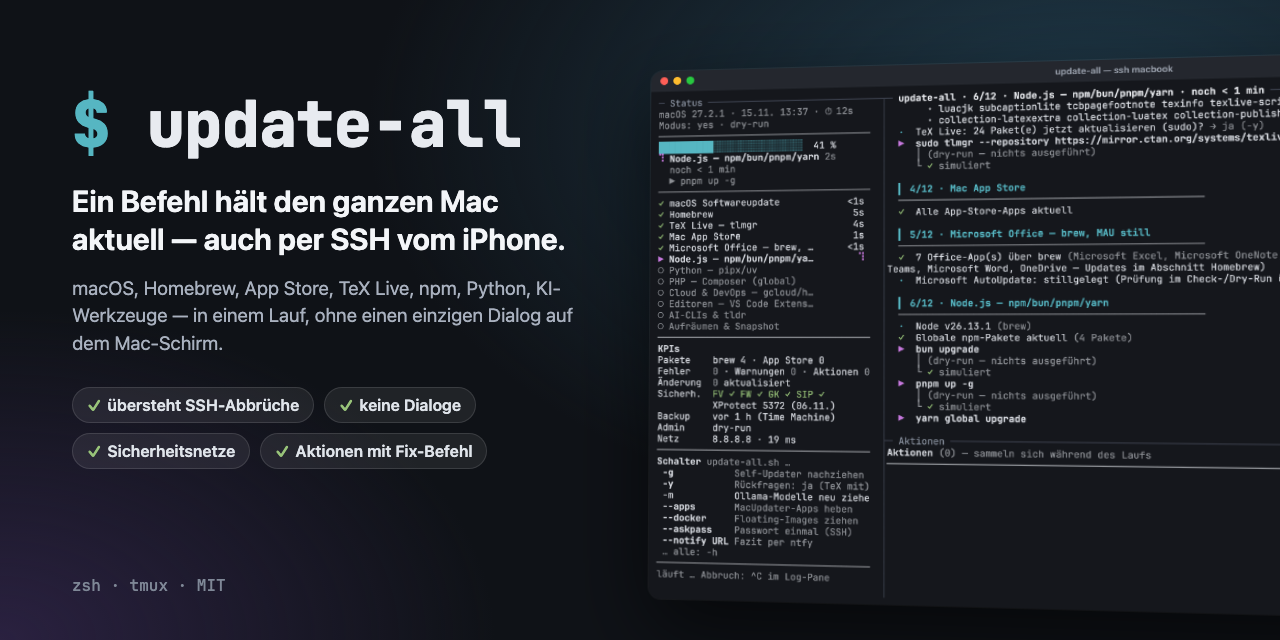 $ update-all
Ein Befehl hält den ganzen Mac
aktuell — auch per SSH vom iPhone.
macOS, Homebrew, App Store, TeX Live, npm, Python, KI-
Werkzeuge — in einem Lauf, ohne einen einzigen Dialog auf
dem Mac-Schirm.
✓ übersteht SSH-Abbrüche
✓ keine Dialoge
✓ Sicherheitsnetze
✓ Aktionen mit Fix-Befehl
zsh · tmux · MIT
update-all — ssh macbook
Status
macOS 27.2.1 · 15.11. 13:37 · ⏱ 12s
Modus: yes · dry-run
41 %
Node.js — npm/bun/pnpm/yarn 2s
noch < 1 min
▶ pnpm up -g
✓ macOS Softwareupdate <1s
✓ Homebrew 5s
✓ TeX Live — tlmgr 4s
✓ Mac App Store 1s
✓ Microsoft Office — brew, … <1s
▶ Node.js — npm/bun/pnpm/ya…
○ Python — pipx/uv
○ PHP — Composer (global)
○ Cloud & DevOps — gcloud/h…
○ Editoren — VS Code Extens…
○ AI-CLIs & tldr
○ Aufräumen & Snapshot
KPIs
Pakete brew 4 · App Store 0
Fehler 0 · Warnungen 0 · Aktionen 0
Änderung 0 aktualisiert
Sicherh. FV ✓ FW ✓ GK ✓ SIP ✓
XProtect 5372 (06.11.)
Backup vor 1 h (Time Machine)
Admin dry-run
Netz 8.8.8.8 · 19 ms
Schalter update-all.sh …
-g Self-Updater nachziehen
-y Rückfragen: ja (TeX mit)
-m Ollama-Modelle neu ziehe
--apps MacUpdater-Apps heben
--docker Floating-Images ziehen
--askpass Passwort einmal (SSH)
--notify URL Fazit per ntfy
… alle: -h
läuft … Abbruch: ^C im Log-Pane
update-all · 6/12 · Node.js — npm/bun/pnpm/yarn · noch < 1 min
· luacjk subcaptionlite tcbpagefootnote texinfo texlive-scri
· collection-latexextra collection-luatex collection-publish
· TeX Live: 24 Paket(e) jetzt aktualisieren (sudo)? → ja (-y)
▶ sudo tlmgr --repository https://mirror.ctan.org/systems/texliv
│ (dry-run — nichts ausgeführt)
└ ✓ simuliert
4/12 · Mac App Store
✓ Alle App-Store-Apps aktuell
5/12 · Microsoft Office — brew, MAU still
✓ 7 Office-App(s) über brew (Microsoft Excel, Microsoft OneNote
Teams, Microsoft Word, OneDrive — Updates im Abschnitt Homebrew)
· Microsoft AutoUpdate: stillgelegt (Prüfung im Check-/Dry-Run
6/12 · Node.js — npm/bun/pnpm/yarn
· Node v26.13.1 (brew)
✓ Globale npm-Pakete aktuell (4 Pakete)
▶ bun upgrade
│ (dry-run — nichts ausgeführt)
└ ✓ simuliert
▶ pnpm up -g
│ (dry-run — nichts ausgeführt)
└ ✓ simuliert
▶ yarn global upgrade
Aktionen
Aktionen (0) — sammeln sich während des Laufs